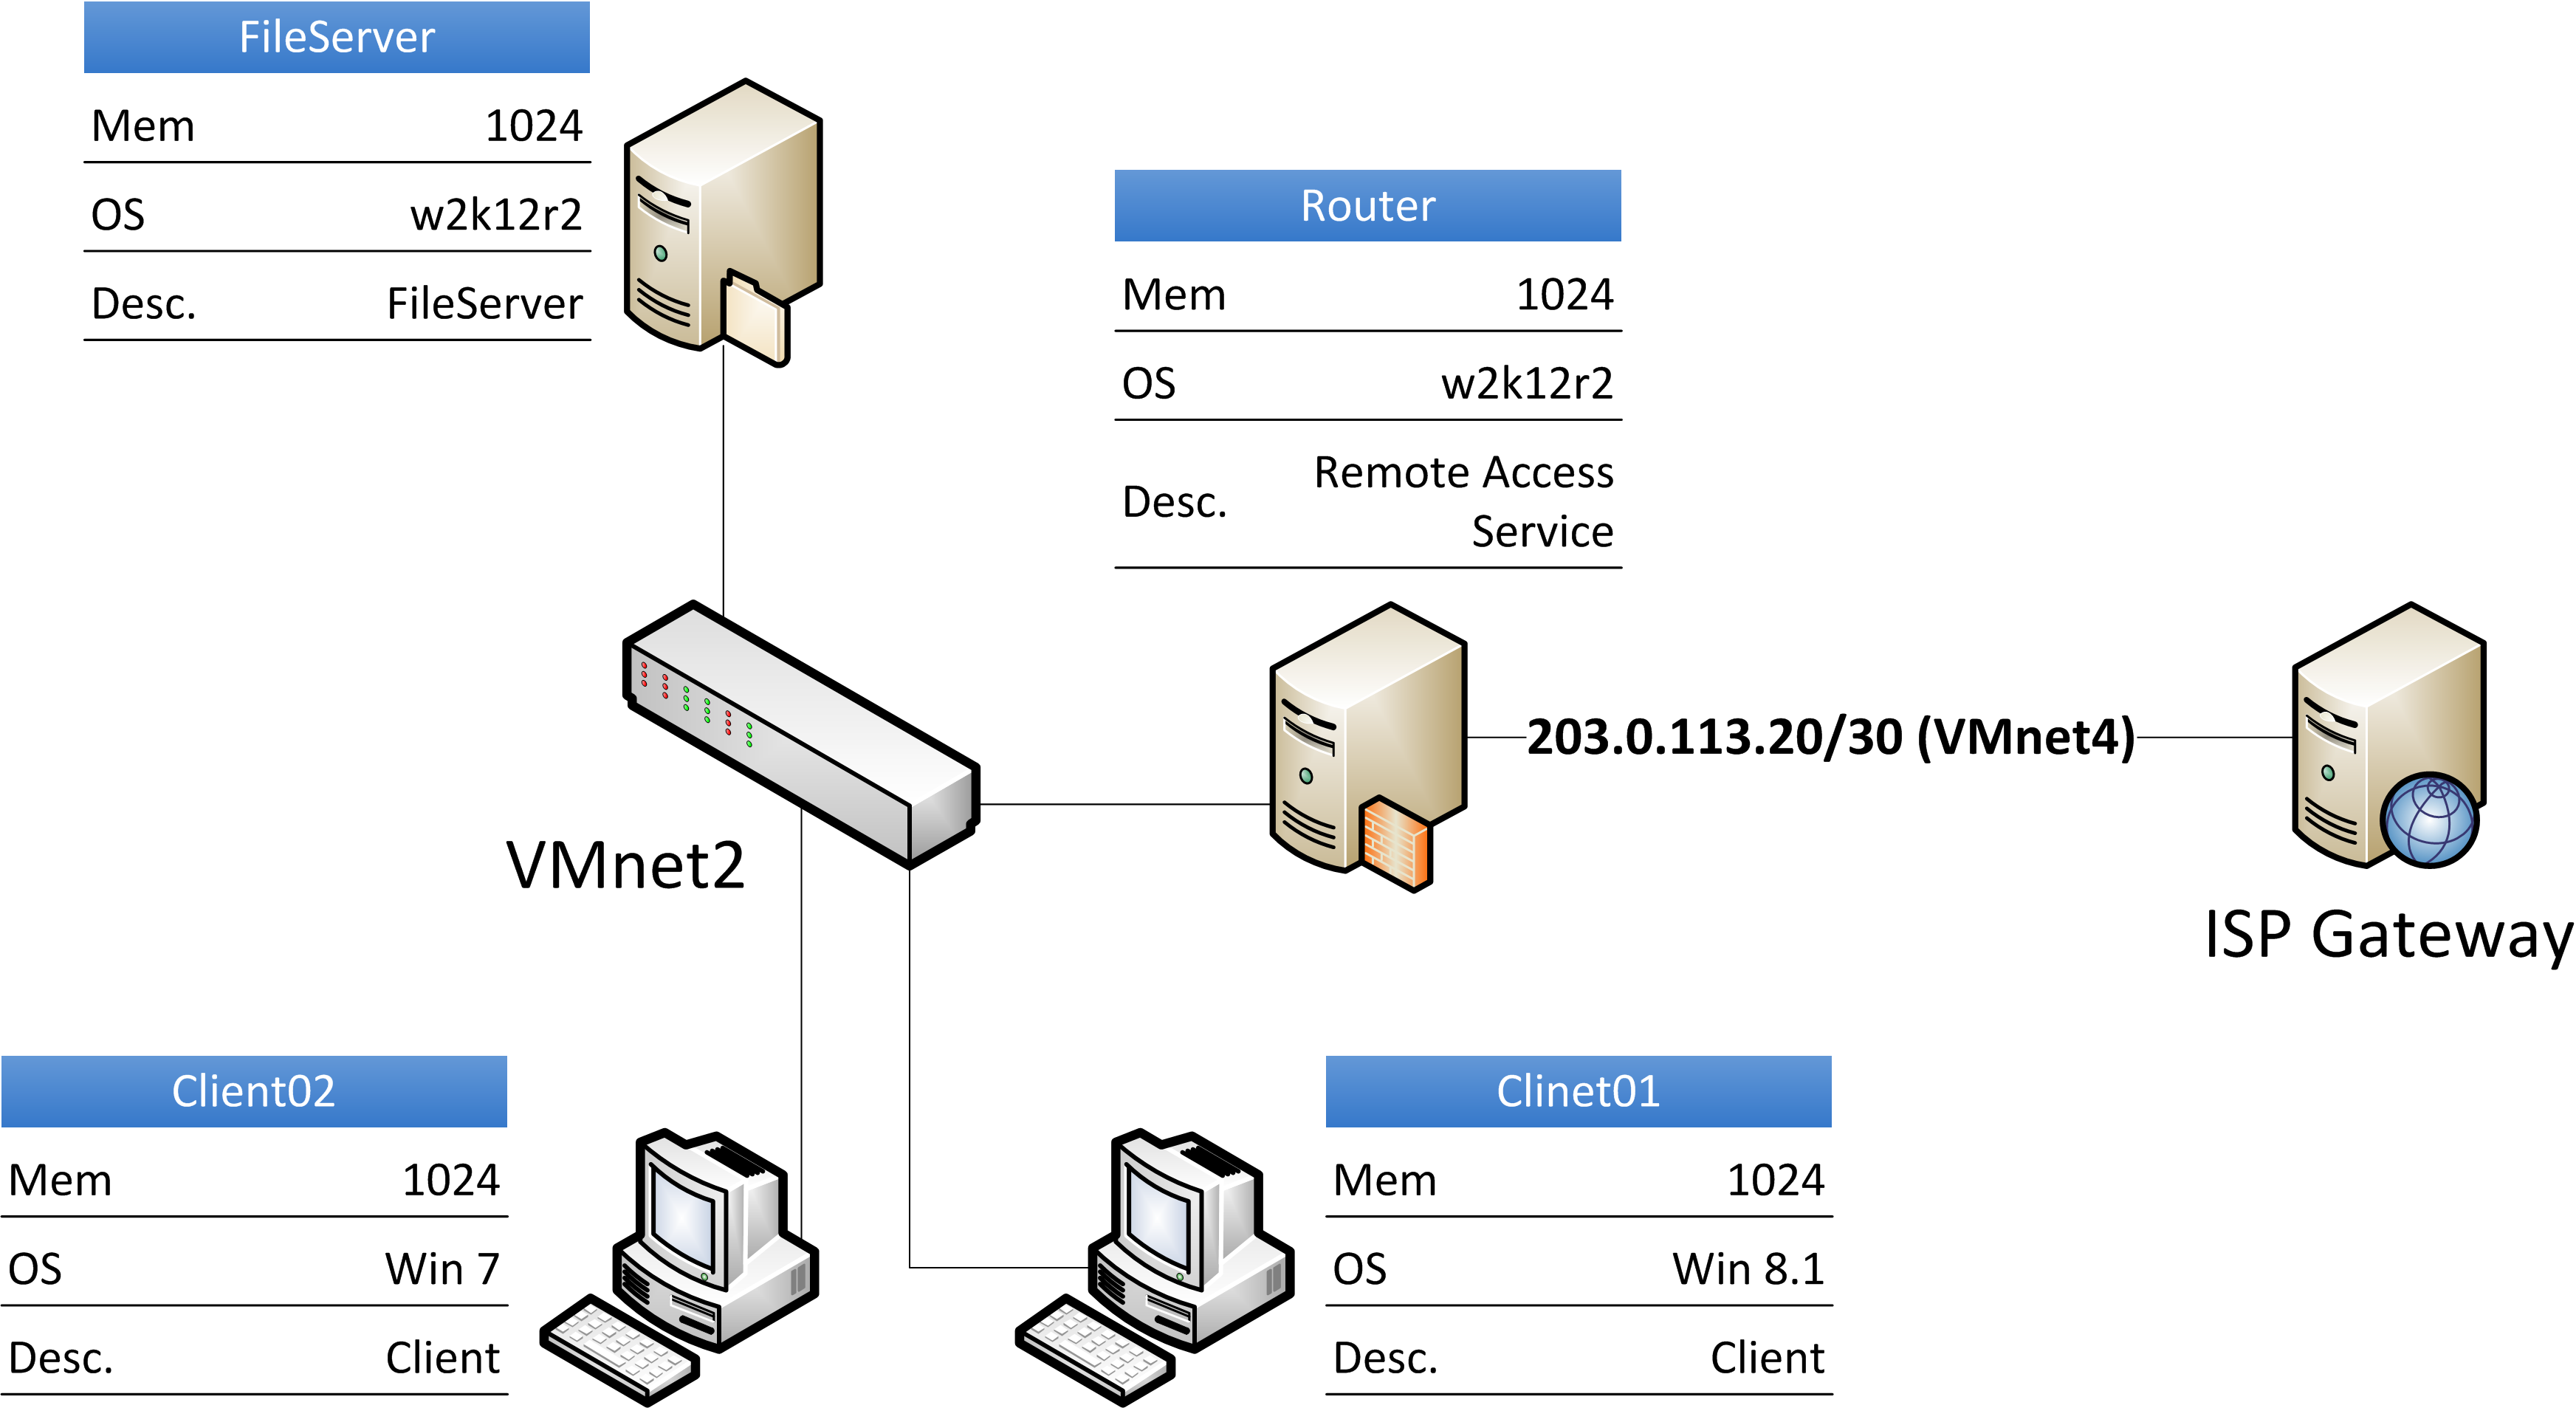 FileServer
Mem 1024
OS w2k12r2
Desc. FileServer
Router
Mem 1024
OS w2k12r2
Desc. Remote Access
Service
203.0.113.20/30 (VMnet4)
VMnet2
ISP Gateway
Client02
Mem 1024
OS Win 7
Desc. Client
Clinet01
Mem 1024
OS Win 8.1
Desc. Client